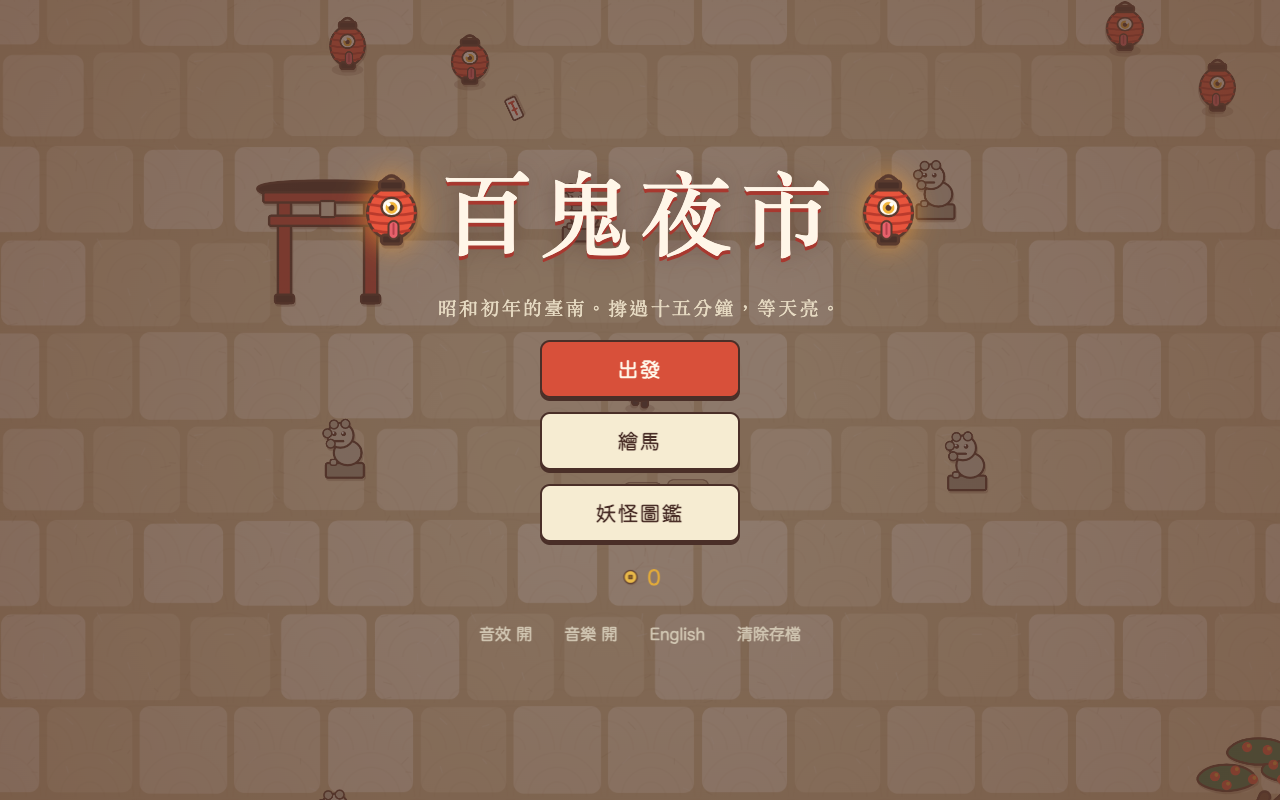 百鬼夜市
昭和初年的臺南。撐過十五分鐘，等天亮。
出發
繪馬
妖怪圖鑑
0
音效 開 音樂 開 English 清除存檔